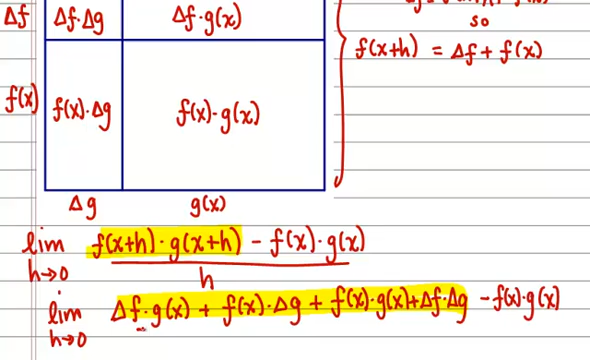 Δf Δf·Δg Δf·g(x)
so
f(x+h) = Δf + f(x)
f(x) f(x)·Δg f(x)·g(x)
Δg g(x)
lim h→0 f(x+h)·g(x+h) - f(x)·g(x)
h
lim h→0 Δf·g(x) + f(x)·Δg + f(x)·g(x)+Δf·Δg - f(x)·g(x)